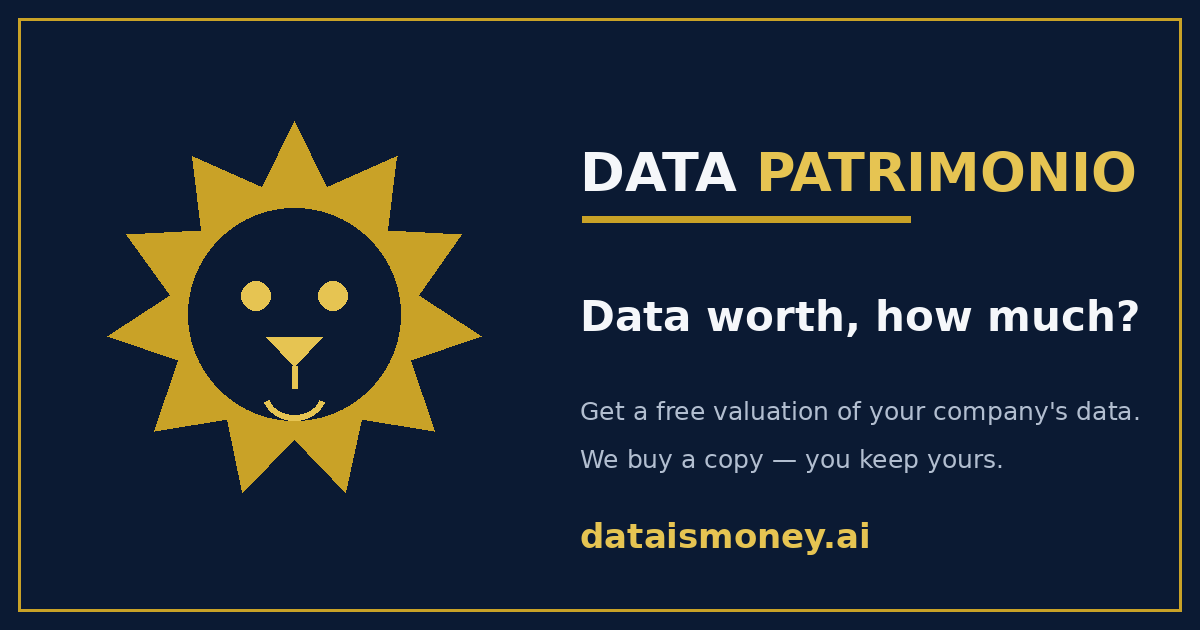 DATA PATRIMONIO
Data worth, how much?
Get a free valuation of your company's data.
We buy a copy — you keep yours.
dataismoney.ai